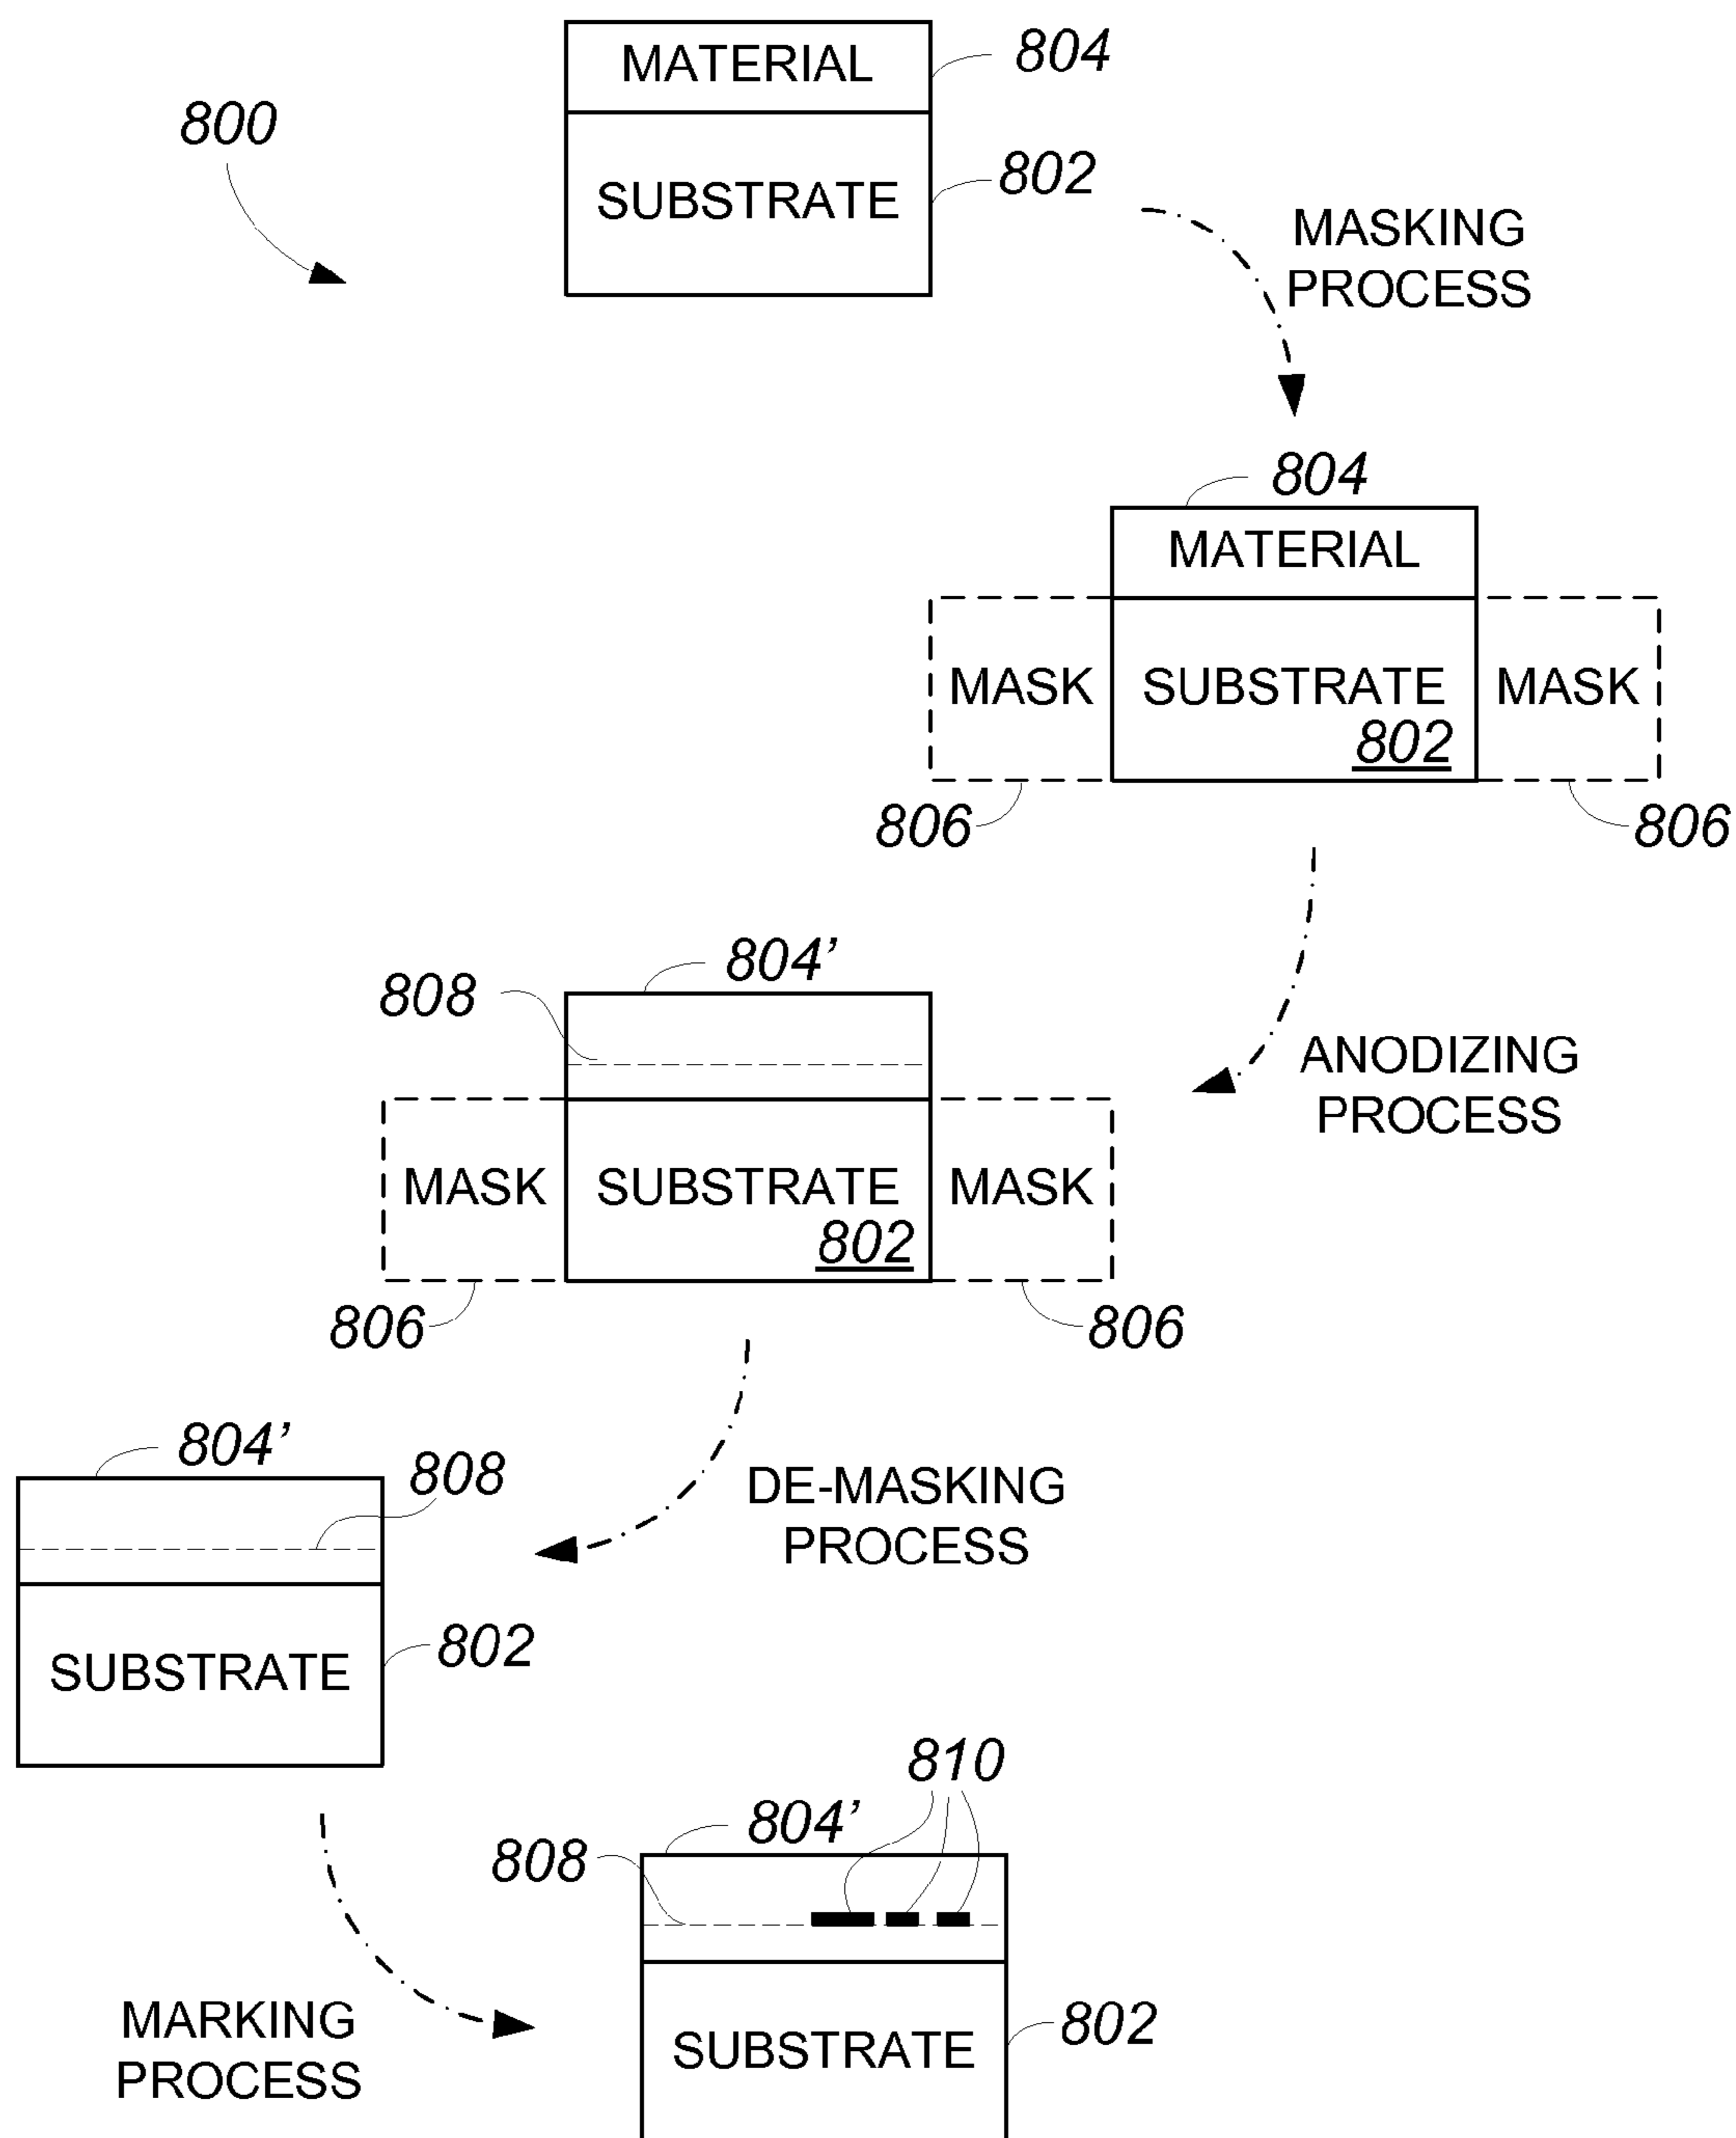 MATERIAL
804
800
SUBSTRATE
802
MASKING
PROCESS
804
MATERIAL
MASK
SUBSTRATE
802
MASK
806
806
804’
808
ANODIZING
PROCESS
MASK
SUBSTRATE
802
MASK
806
806
804’
808
DE-MASKING
PROCESS
SUBSTRATE
802
810
804’
808
MARKING
PROCESS
SUBSTRATE
802